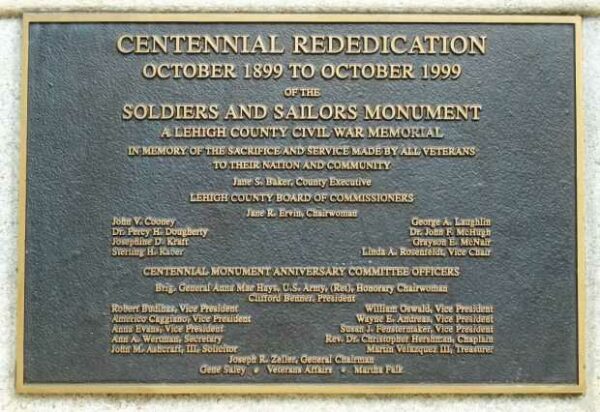 CENTENNIAL REDEDICATION
OCTOBER 1899 TO OCTOBER 1999
OF THE
SOLDIERS AND SAILORS MONUMENT
A LEHIGH COUNTY CIVIL WAR MEMORIAL
IN MEMORY OF THE SACRIFICE AND SERVICE MADE BY ALL VETERANS
TO THEIR NATION AND COMMUNITY
Jane S. Baker, County Executive
LEHIGH COUNTY BOARD OF COMMISSIONERS
Jane R. Ervin, Chairwoman
John V. Cooney George A. Laughlin
Dr. Percy H. Dougherty Dr. John F. McHugh
Josephine D. Kraft Grayson E. McNair
Sterling H. Raber Linda A. Rosenfeldt, Vice Chair
CENTENNIAL MONUMENT ANNIVERSARY COMMITTEE OFFICERS
Brig. General Anna Mae Hays, U.S. Army, (Ret), Honorary Chairwoman
Clifford Benner, President
Robert Budihas, Vice President William Oswald, Vice President
Americo Caggiano, Vice President Wayne E. Andreas, Vice President
Anna Evans, Vice President Susan J. Fenstermaker, Vice President
Ann A. Wertman, Secretary Rev. Dr. Christopher Hershman, Chaplain
John M. Ashcraft, III, Solicitor Martin Velazquez III, Treasurer
Joseph R. Zeller, General Chairman
Gene Salay • Veterans Affairs • Martha Falk